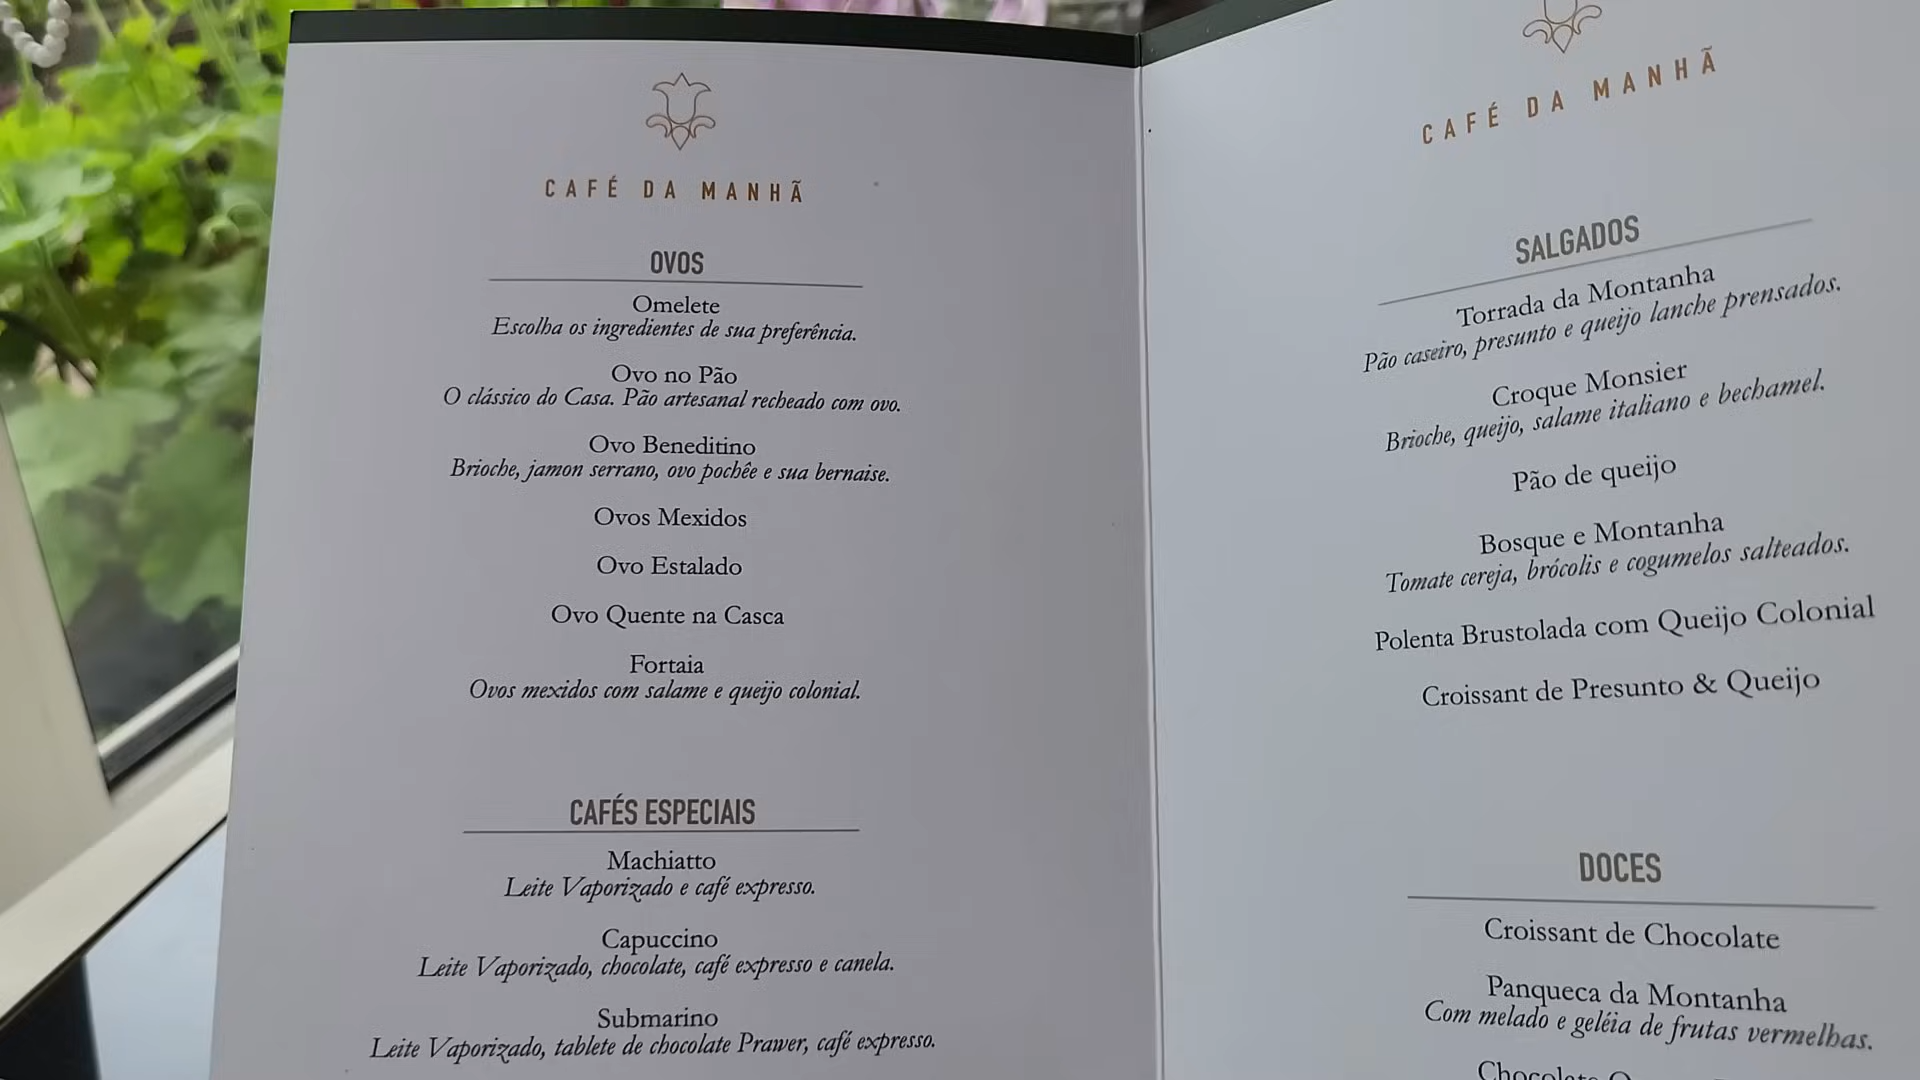 CAFÉ DA MANHÃ
OVOS
Omelete
Escolha os ingredientes de sua preferência.
Ovo no Pão
O clássico do Casa. Pão artesanal recheado com ovo.
Ovo Beneditino
Brioche, jamon serrano, ovo pochêe e sua bernaise.
Ovos Mexidos
Ovo Estalado
Ovo Quente na Casca
Fortaia
Ovos mexidos com salame e queijo colonial.
CAFÉS ESPECIAIS
Machiatto
Leite Vaporizado e café expresso.
Capuccino
Leite Vaporizado, chocolate, café expresso e canela.
Submarino
Leite Vaporizado, tablete de chocolate Prawer, café expresso.
CAFÉ DA MANHÃ
SALGADOS
Torrada da Montanha
Pão caseiro, presunto e queijo lanche prensados.
Croque Monsier
Brioche, queijo, salame italiano e bechamel.
Pão de queijo
Bosque e Montanha
Tomate cereja, brócolis e cogumelos salteados.
Polenta Brustolada com Queijo Colonial
Croissant de Presunto & Queijo
DOCES
Croissant de Chocolate
Panqueca da Montanha
Com melado e geléia de frutas vermelhas.
Chocolate